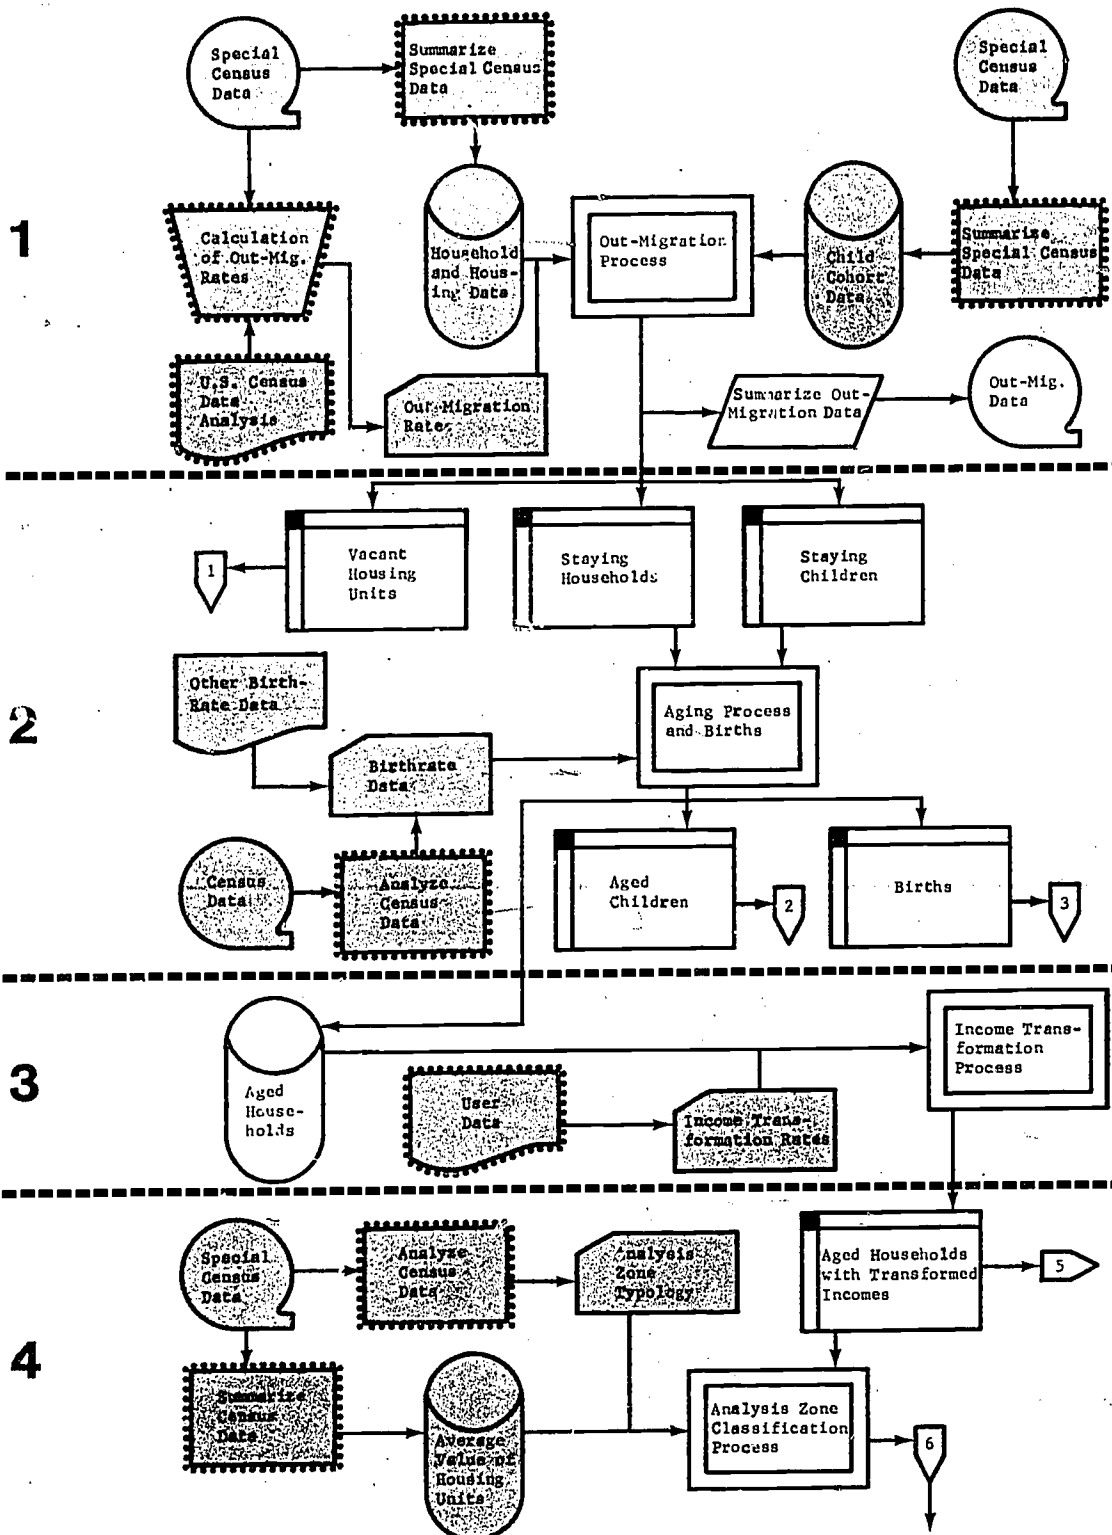 1
Special
Census
Data
Summarize
Special Census
Data
Special
Census
Data
Calculation
of Out-Mig.
Rates
Household
and Hous-
ing Data
Out-Migration
Process
Child
Cohort
Data
Summarize
Special Census
Data
U.S. Census
Data
Analysis
Out-Migration
Rates
Summarize Out-
Migration Data
Out-Mig.
Data
2
1
Vacant
Housing
Units
Staying
Households
Staying
Children
Other Birth-
Rate Data
Birthrate
Data
Aging Process
and Births
Census
Data
Analyze
Census
Data
Aged
Children
2
Births
3
3
Aged
House-
holds
User
Data
Income Trans-
formation Rates
Income Trans-
formation
Process
4
Special
Census
Data
Analyze
Census
Data
Analysis
Zone
Typology
Aged Households
with Transformed
Incomes
5
Summarize
Census
Data
Average
Value of
Housing
Units
Analysis Zone
Classification
Process
6